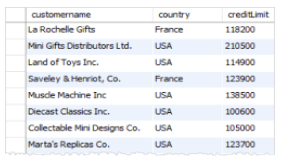 customername country creditLimit
La Rochelle Gifts France 118200
Mini Gifts Distributors Ltd. USA 210500
Land of Toys Inc. USA 114900
Saveley & Henriot, Co. France 123900
Muscle Machine Inc USA 138500
Diecast Classics Inc. USA 100600
Collectable Mini Designs Co. USA 105000
Marta's Replicas Co. USA 123700